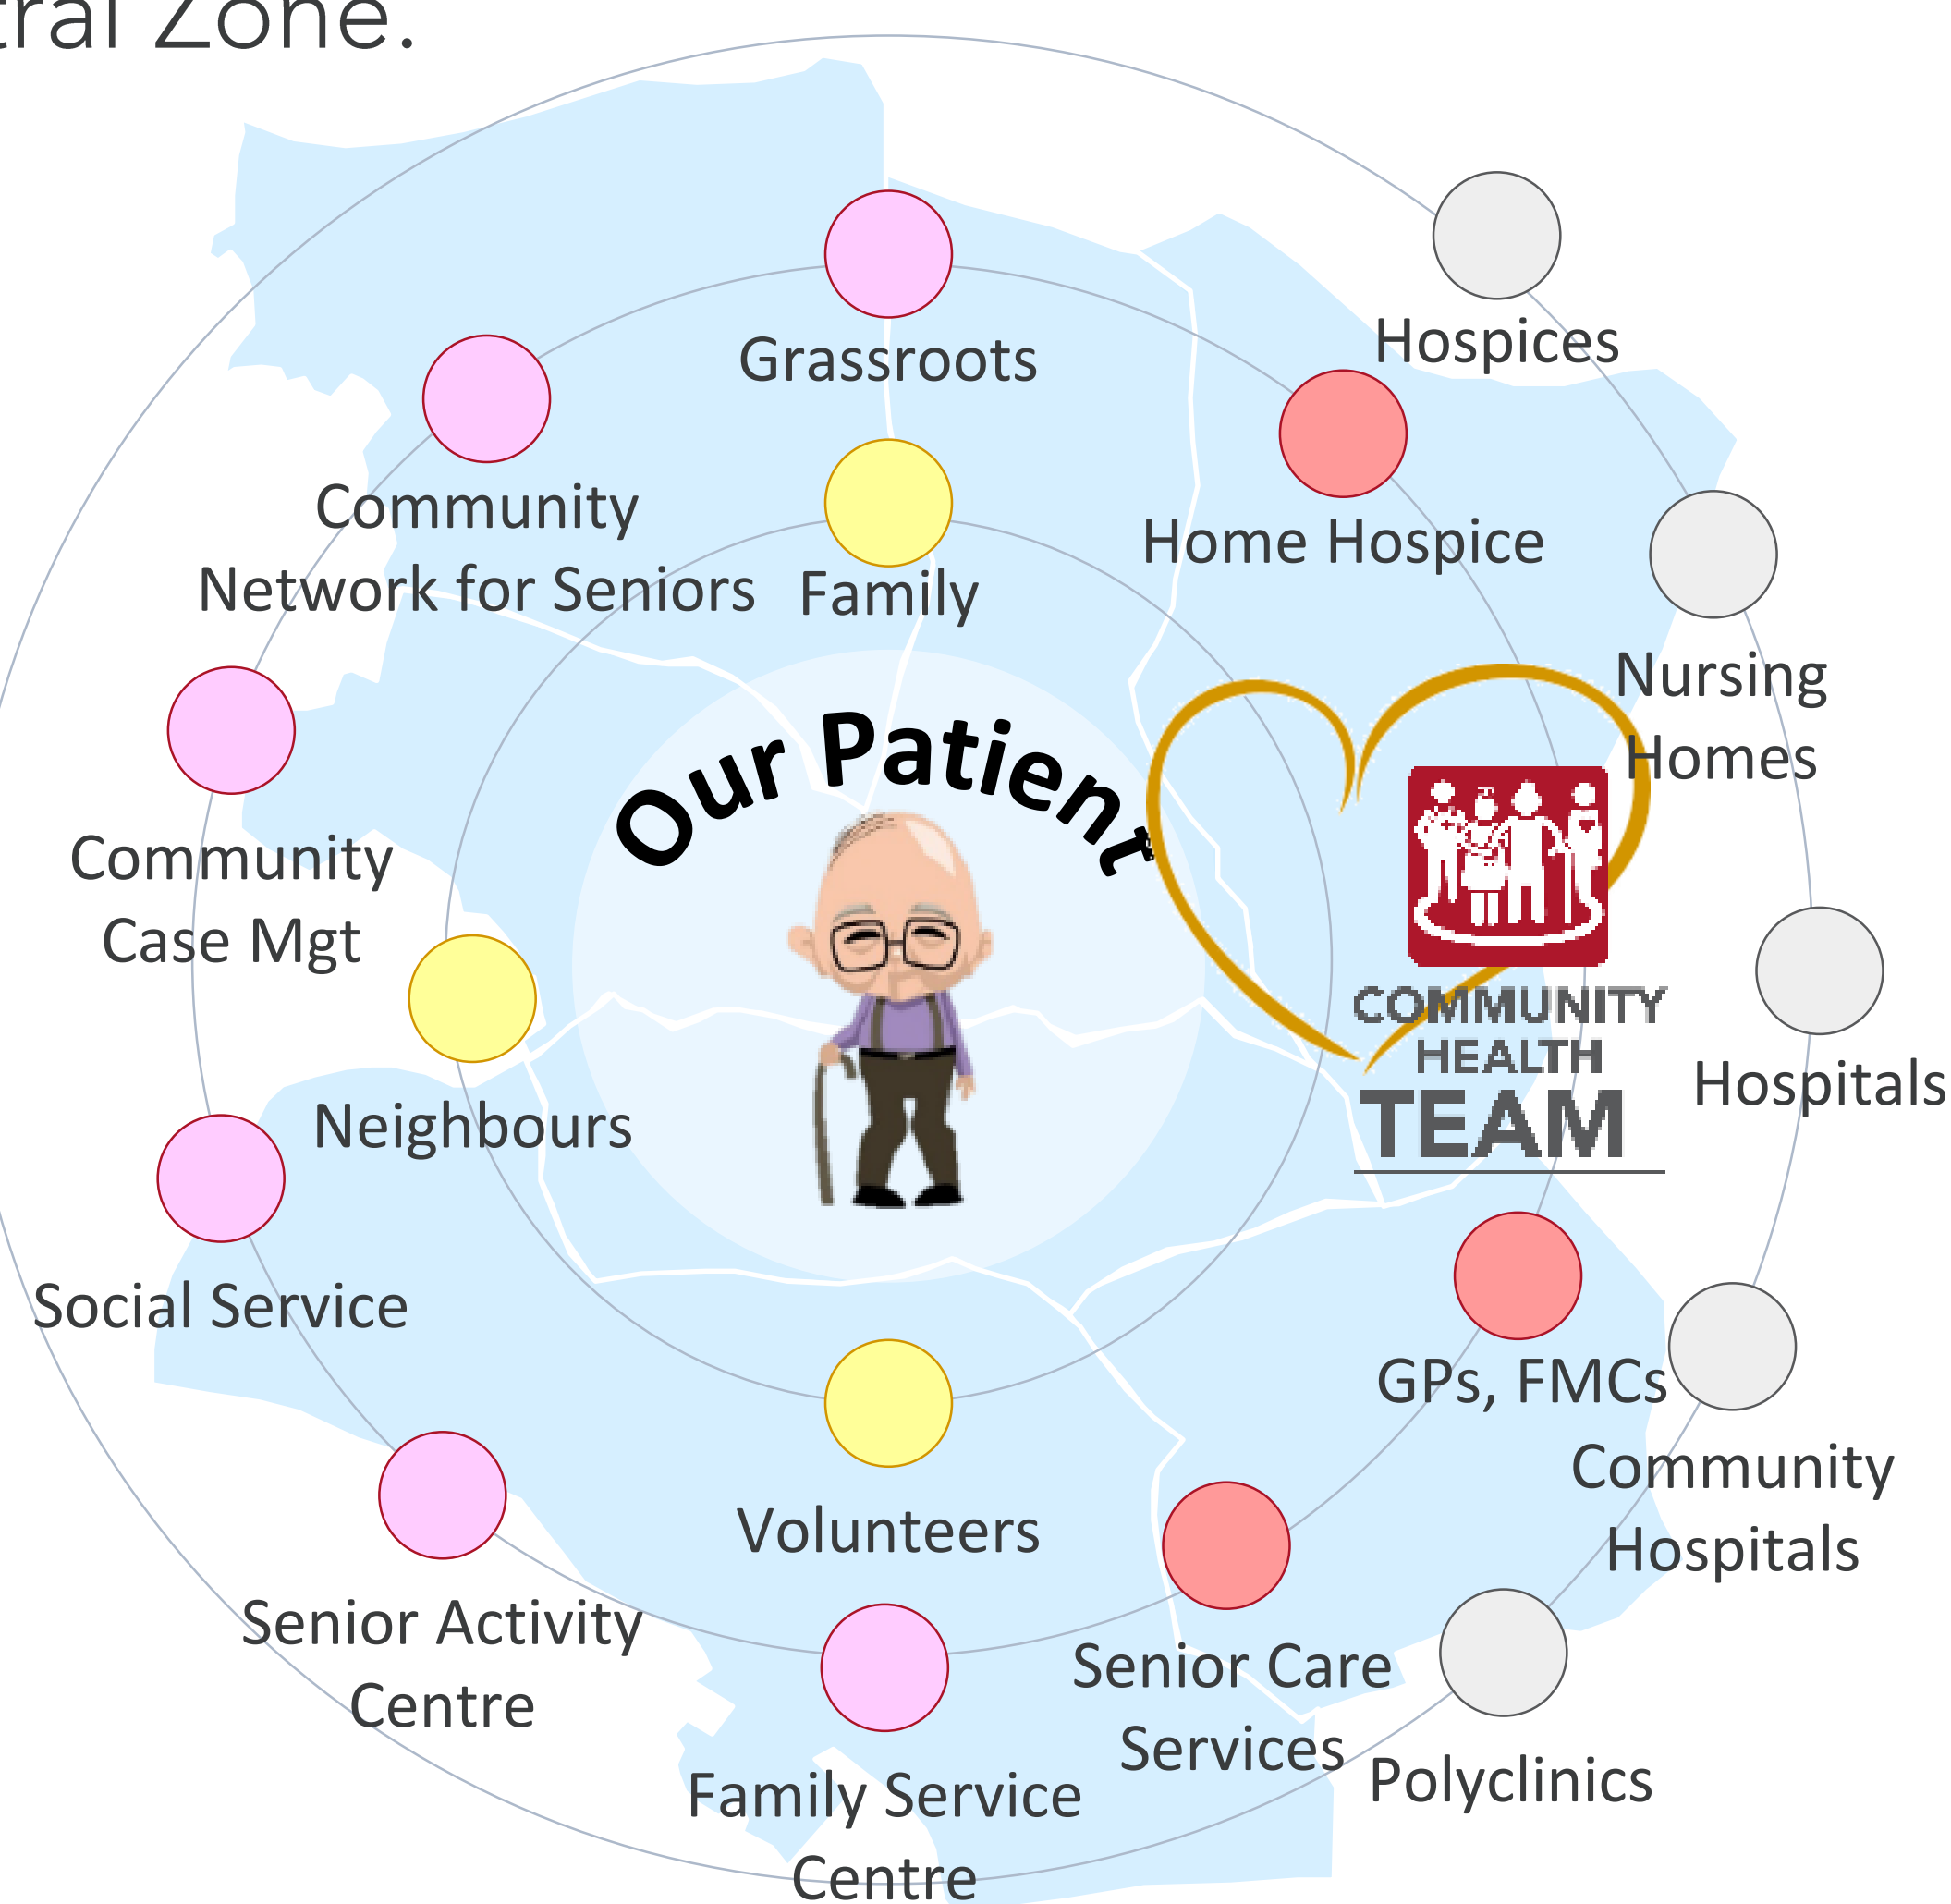 Zone.
Hospices
Grassroots
Community
Network for Seniors
Family
Home Hospice
Nursing
Homes
Our Patient
Community
Case Mgt
COMMUNITY
HEALTH
TEAM
Hospitals
Neighbours
Social Service
GPs, FMCs
Community
Hospitals
Volunteers
Senior Activity
Centre
Senior Care
Services
Polyclinics
Family Service
Centre